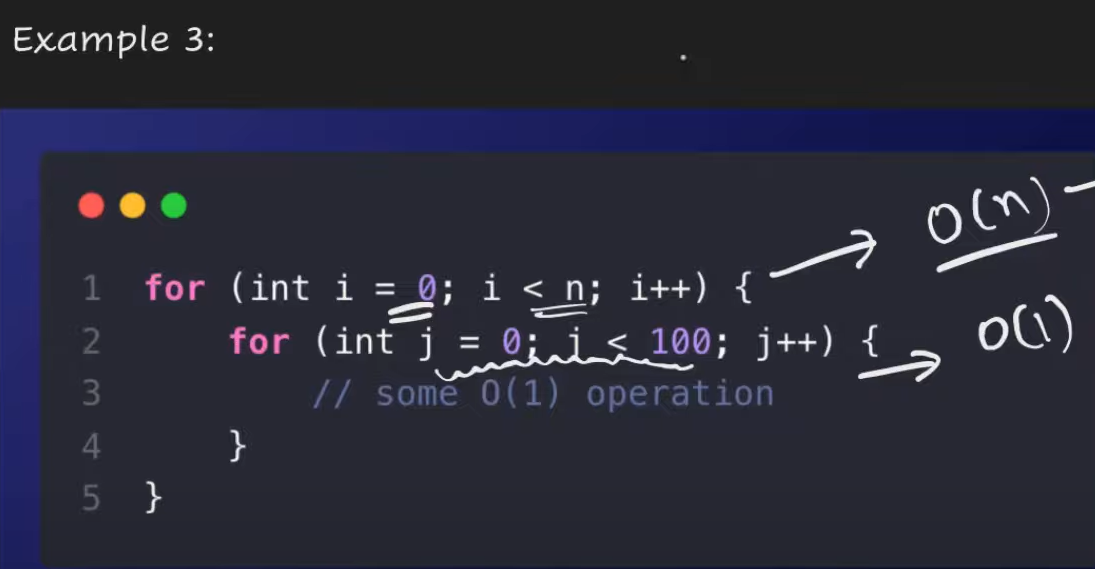 Example 3:
O(n)
1 for (int i = 0; i < n; i++) {
2 for (int j = 0; j < 100; j++) {
O(1)
3 // some O(1) operation
4 }
5 }